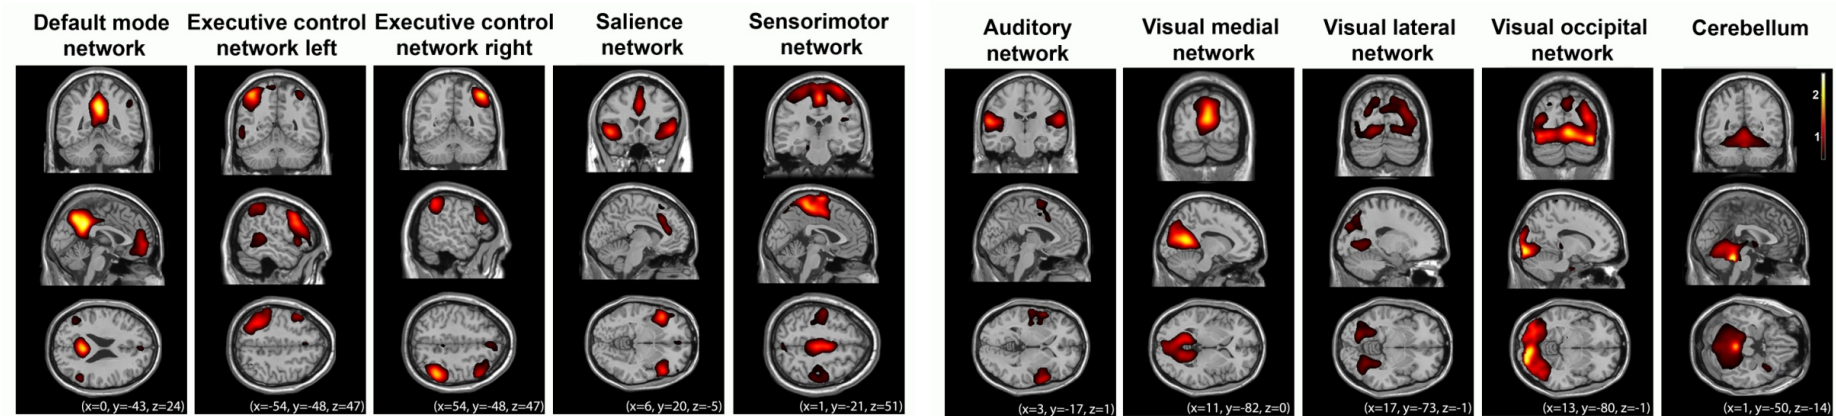 Default mode
network
Executive control
network left
Executive control
network right
Salience
network
Sensorimotor
network
Auditory
network
Visual medial
network
Visual lateral
network
Visual occipital
network
Cerebellum
2
1
(x=0, y=-43, z=24)
(x=-54, y=-48, z=47)
(x=54, y=-48, z=47)
(x=6, y=20, z=-5)
(x=1, y=-21, z=51)
(x=3, y=-17, z=1)
(x=11, y=-82, z=0)
(x=17, y=-73, z=-1)
(x=13, y=-80, z=-1)
(x=1, y=-50, z=-14)